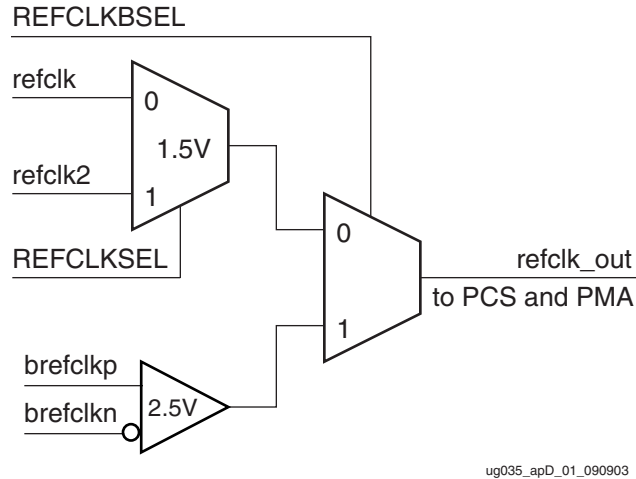 REFCLKBSEL
refclk
0
1.5V
refclk2
1
REFCLKSEL
0
refclk_out
to PCS and PMA
1
brefclkp
2.5V
brefclkn
ug035_apD_01_090903